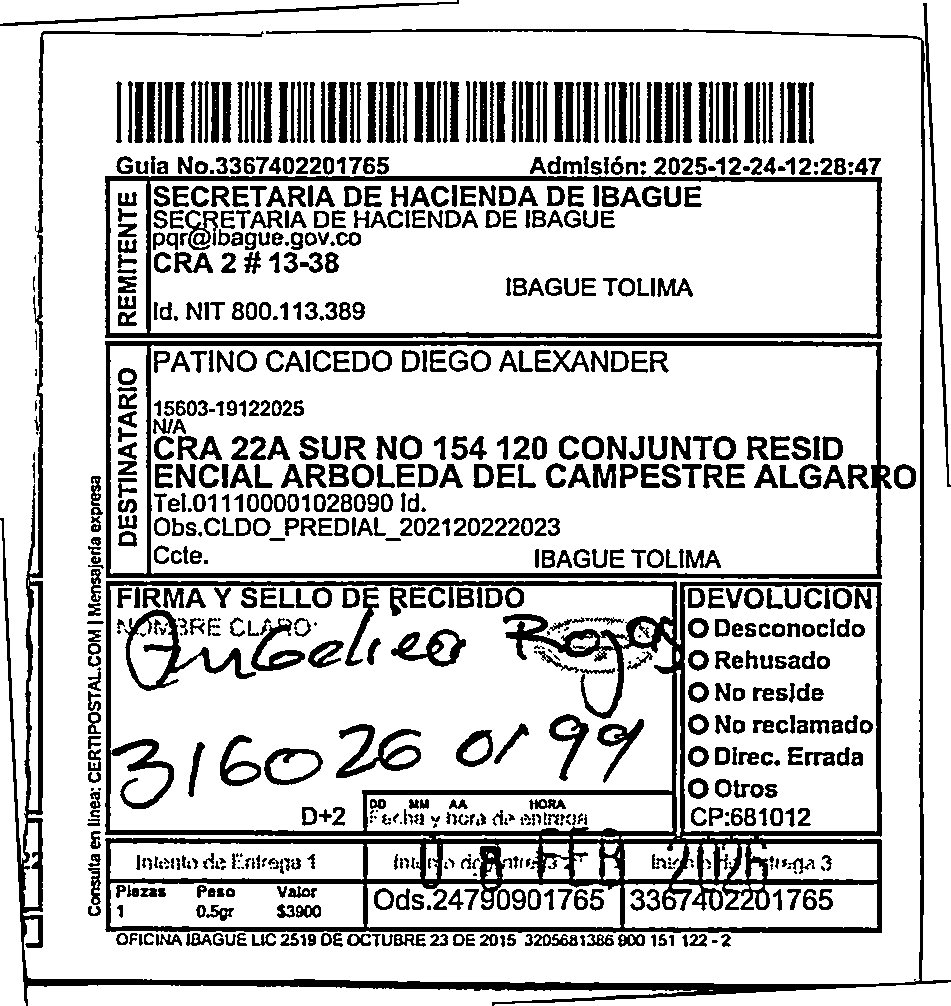 Guia No.3367402201765 Admisión: 2025-12-24-12:28:47
REMITENTE
SECRETARIA DE HACIENDA DE IBAGUE
SECRETARIA DE HACIENDA DE IBAGUE
pqr@ibague.gov.co
CRA 2 # 13-38
IBAGUE TOLIMA
Id. NIT 800.113.389
DESTINATARIO
PATINO CAICEDO DIEGO ALEXANDER
15603-19122025
N/A
CRA 22A SUR NO 154 120 CONJUNTO RESID
ENCIAL ARBOLEDA DEL CAMPESTRE ALGARRO
Tel.011100001028090 Id.
Obs.CLDO_PREDIAL_202120222023
Ccte. IBAGUE TOLIMA
Consulta en línea: CERTIPOSTAL.COM | Mensajería expresa
FIRMA Y SELLO DE RECIBIDO
NOMBRE CLARO:
Rojas
316026 0199
D+2
DD MM AA HORA
Fecha y hora de entrega
DEVOLUCION
O Desconocido
O Rehusado
O No reside
O No reclamado
O Direc. Errada
O Otros
CP:681012
Intento de Entrega 1 Intento de Entrega 2 Intento de Entrega 3
FEB 2026
Piezas Peso Valor
1 0.5gr $3900
Ods.24790901765 3367402201765
OFICINA IBAGUE LIC 2519 DE OCTUBRE 23 DE 2015 3205681386 900 151 122 - 2